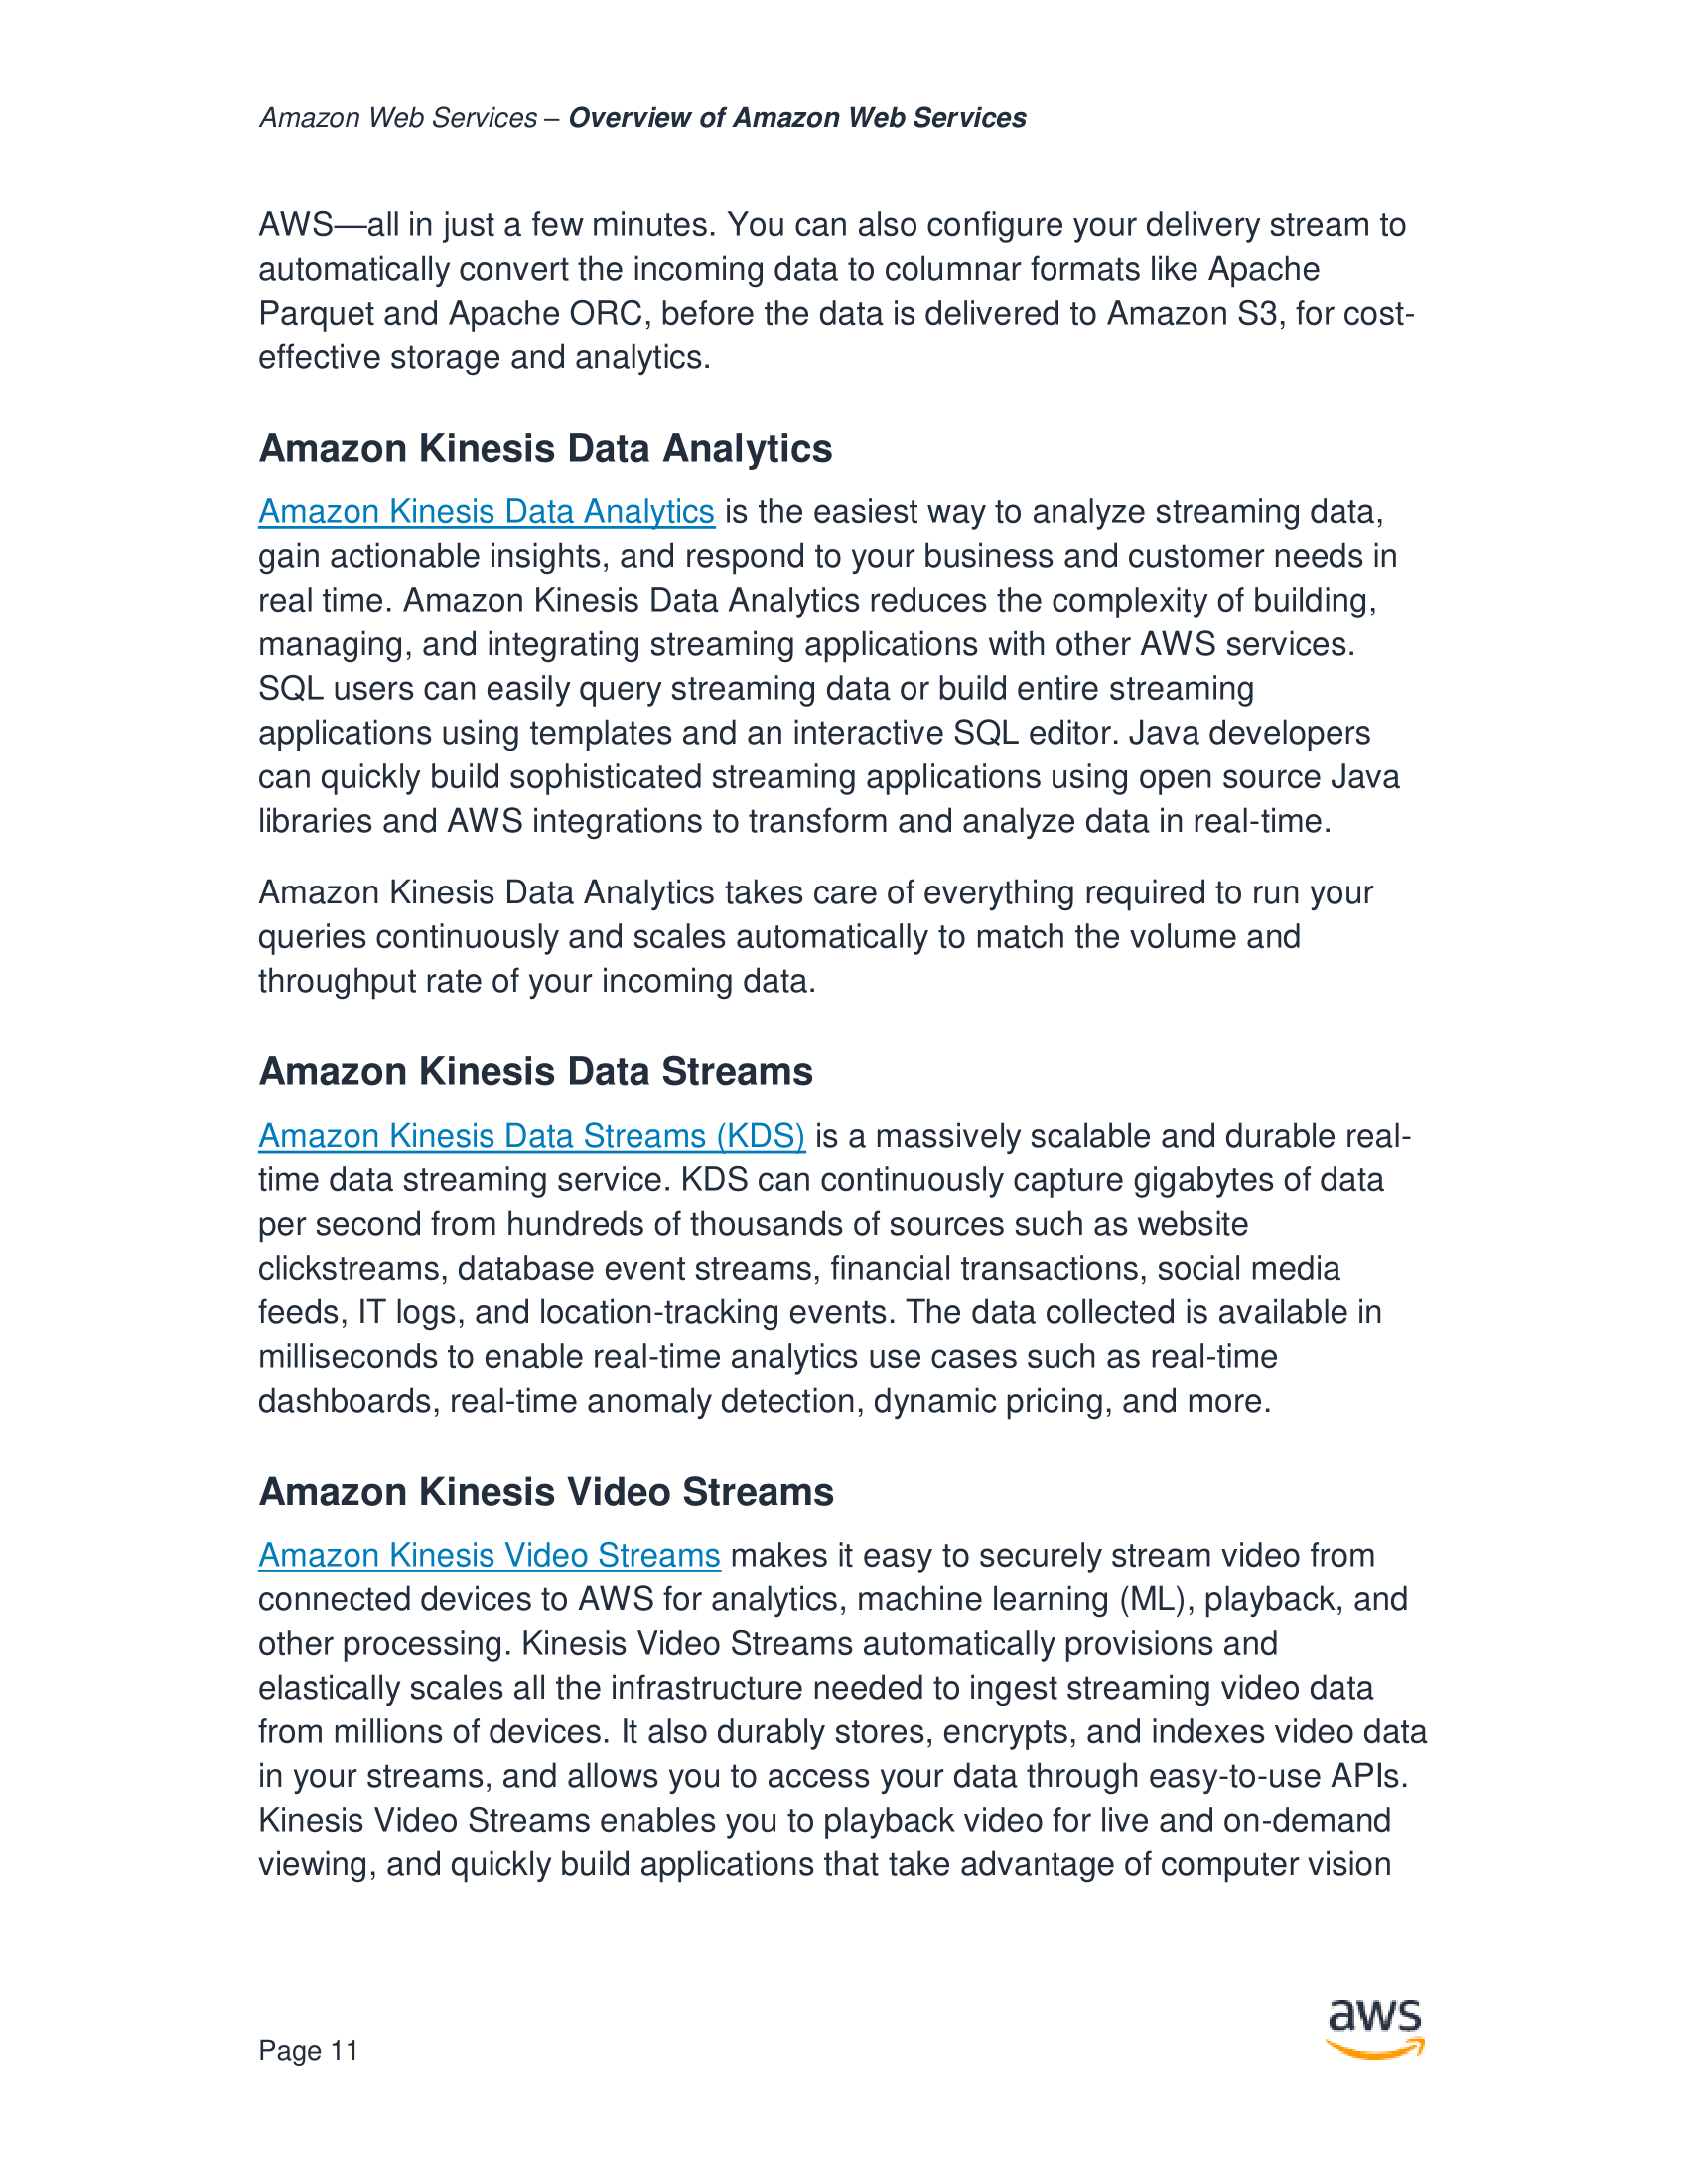 Amazon Web Services – Overview of Amazon Web Services
AWS—all in just a few minutes. You can also configure your delivery stream to
automatically convert the incoming data to columnar formats like Apache
Parquet and Apache ORC, before the data is delivered to Amazon S3, for cost-
effective storage and analytics.
Amazon Kinesis Data Analytics
Amazon Kinesis Data Analytics is the easiest way to analyze streaming data,
gain actionable insights, and respond to your business and customer needs in
real time. Amazon Kinesis Data Analytics reduces the complexity of building,
managing, and integrating streaming applications with other AWS services.
SQL users can easily query streaming data or build entire streaming
applications using templates and an interactive SQL editor. Java developers
can quickly build sophisticated streaming applications using open source Java
libraries and AWS integrations to transform and analyze data in real-time.
Amazon Kinesis Data Analytics takes care of everything required to run your
queries continuously and scales automatically to match the volume and
throughput rate of your incoming data.
Amazon Kinesis Data Streams
Amazon Kinesis Data Streams (KDS) is a massively scalable and durable real-
time data streaming service. KDS can continuously capture gigabytes of data
per second from hundreds of thousands of sources such as website
clickstreams, database event streams, financial transactions, social media
feeds, IT logs, and location-tracking events. The data collected is available in
milliseconds to enable real-time analytics use cases such as real-time
dashboards, real-time anomaly detection, dynamic pricing, and more.
Amazon Kinesis Video Streams
Amazon Kinesis Video Streams makes it easy to securely stream video from
connected devices to AWS for analytics, machine learning (ML), playback, and
other processing. Kinesis Video Streams automatically provisions and
elastically scales all the infrastructure needed to ingest streaming video data
from millions of devices. It also durably stores, encrypts, and indexes video data
in your streams, and allows you to access your data through easy-to-use APIs.
Kinesis Video Streams enables you to playback video for live and on-demand
viewing, and quickly build applications that take advantage of computer vision
aws
Page 11